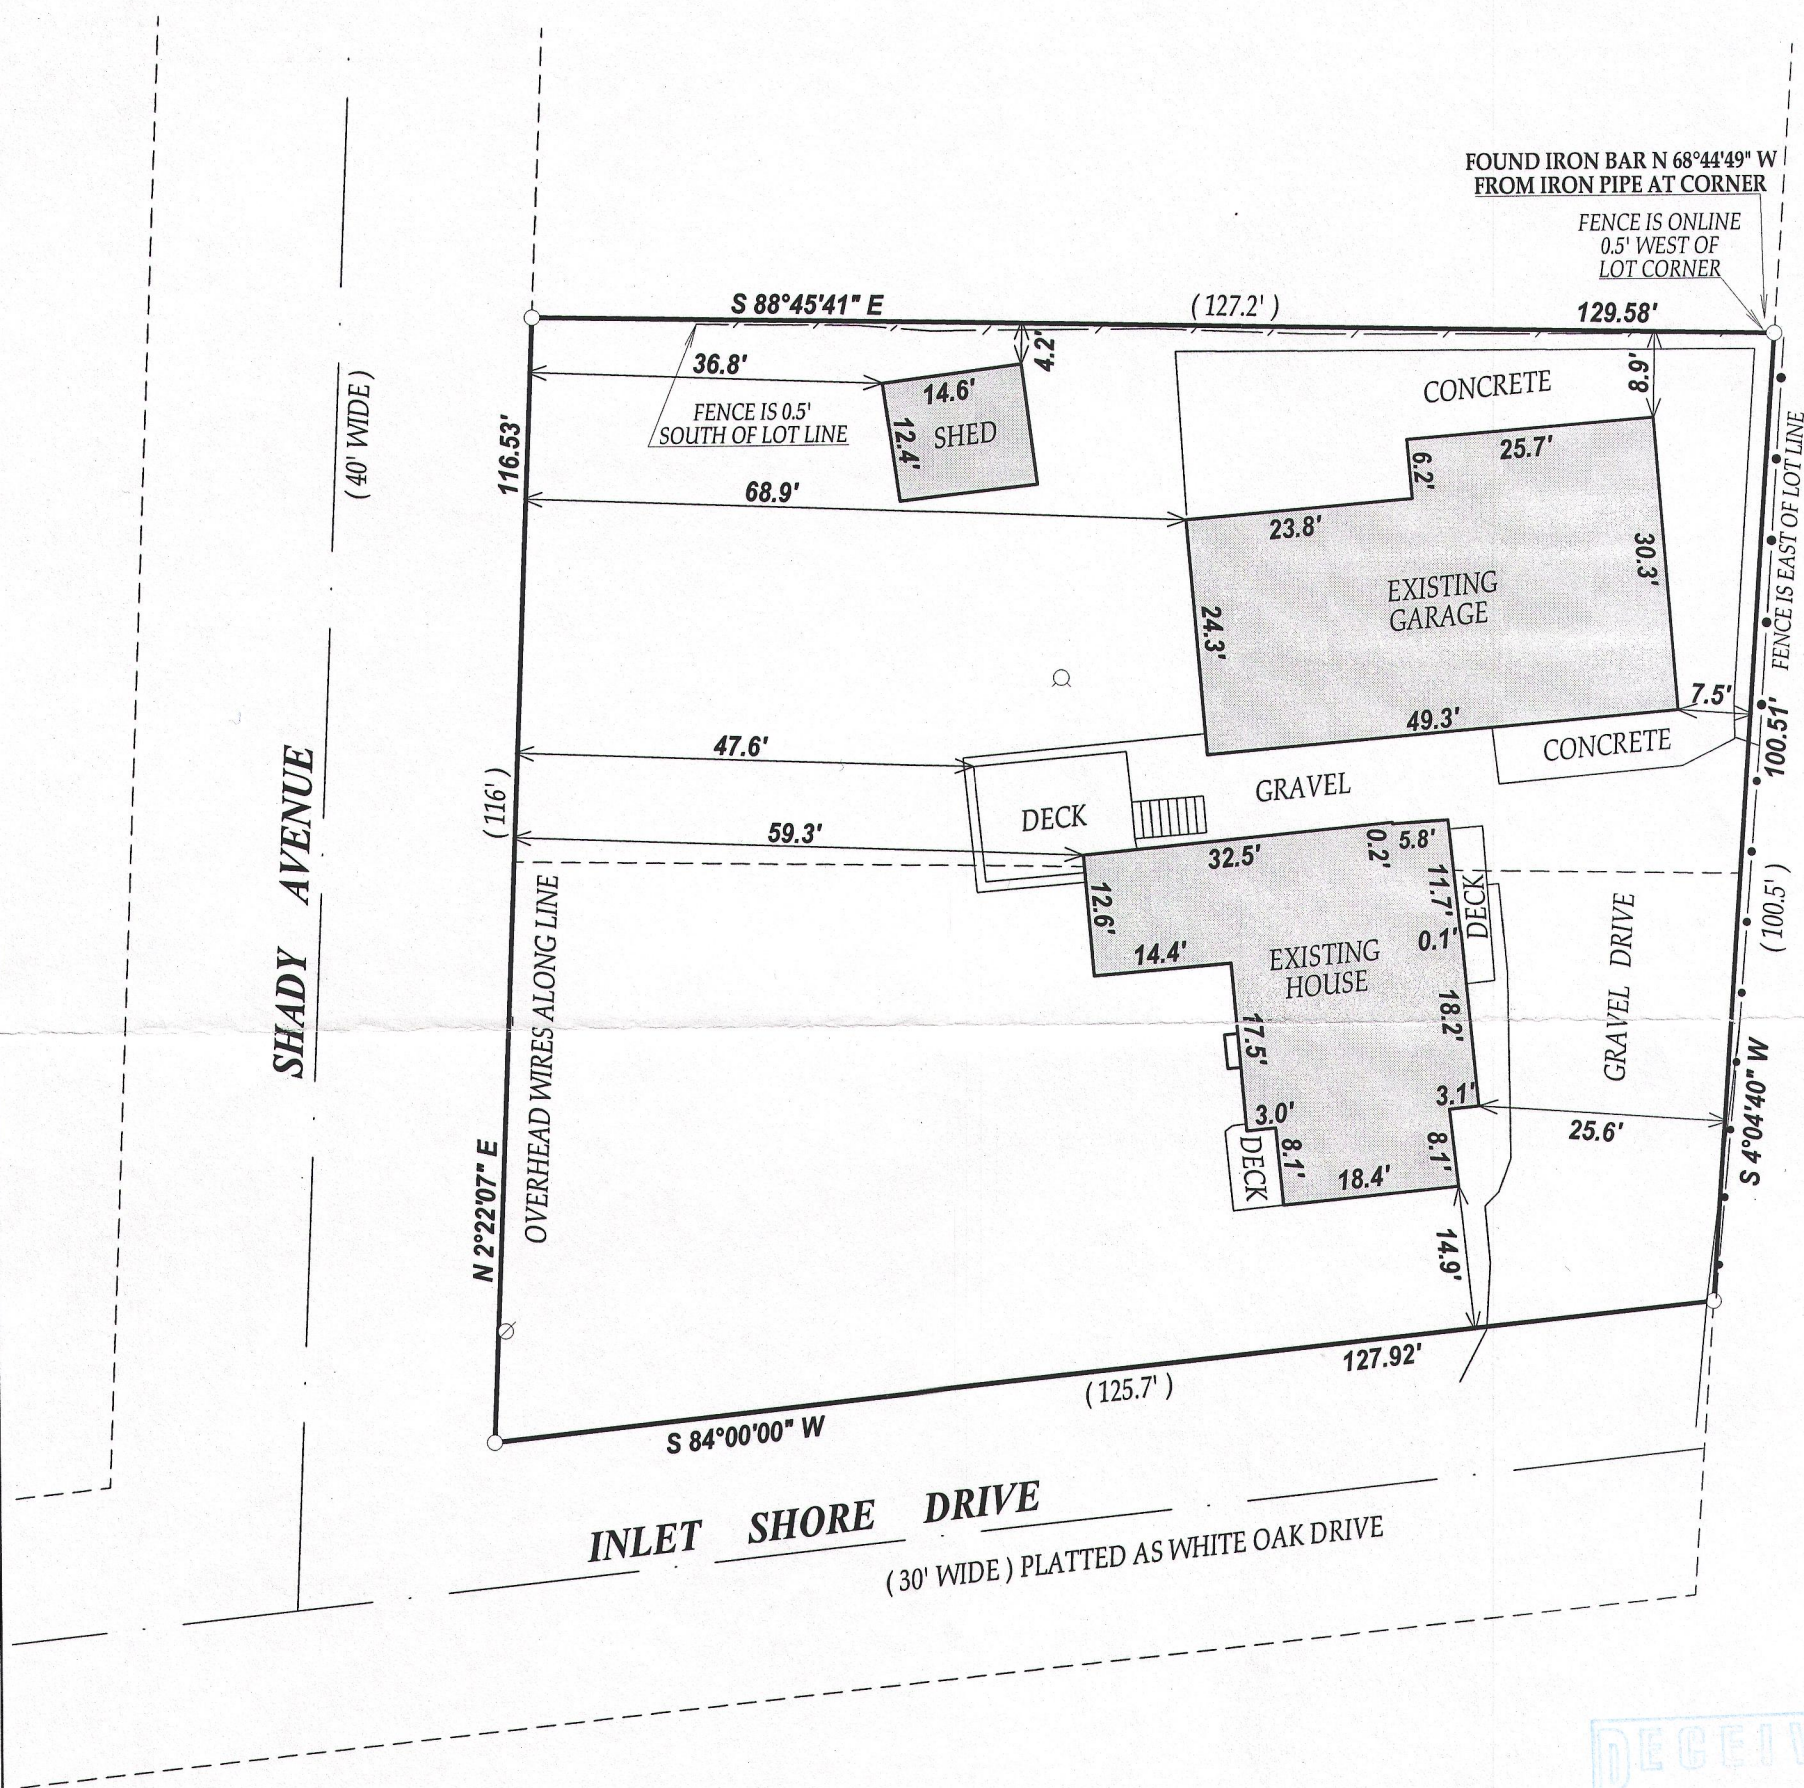 FOUND IRON BAR N 68°44'49" W
FROM IRON PIPE AT CORNER
FENCE IS ONLINE
0.5' WEST OF
LOT CORNER
S 88°45'41" E
( 127.2' )
129.58'
36.8'
4.2'
14.6'
12.4'
SHED
FENCE IS 0.5'
SOUTH OF LOT LINE
CONCRETE
8.9'
( 40' WIDE )
116.53'
68.9'
25.7'
6.2'
23.8'
30.3'
EXISTING
GARAGE
24.3'
49.3'
7.5'
FENCE IS EAST OF LOT LINE
100.51'
CONCRETE
47.6'
( 116' )
DECK
GRAVEL
59.3'
32.5'
0.2'
5.8'
11.7'
DECK
12.6'
14.4'
0.1'
EXISTING
HOUSE
18.2'
17.5'
GRAVEL DRIVE
( 100.5' )
SHADY AVENUE
OVERHEAD WIRES ALONG LINE
3.1'
3.0'
25.6'
8.1'
8.1'
DECK
18.4'
S 4°04'40" W
N 2°22'07" E
14.9'
127.92'
( 125.7' )
S 84°00'00" W
INLET SHORE DRIVE
( 30' WIDE ) PLATTED AS WHITE OAK DRIVE